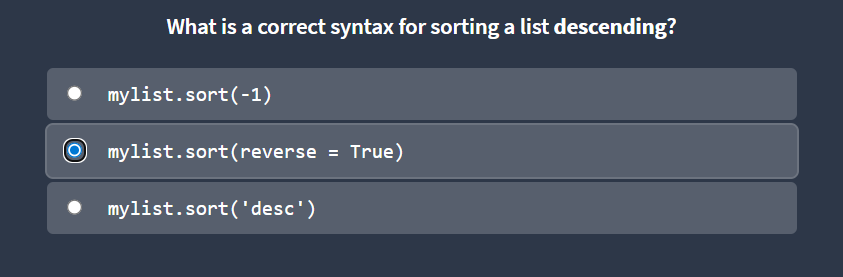 What is a correct syntax for sorting a list descending?
mylist.sort(-1)
mylist.sort(reverse = True)
mylist.sort('desc')